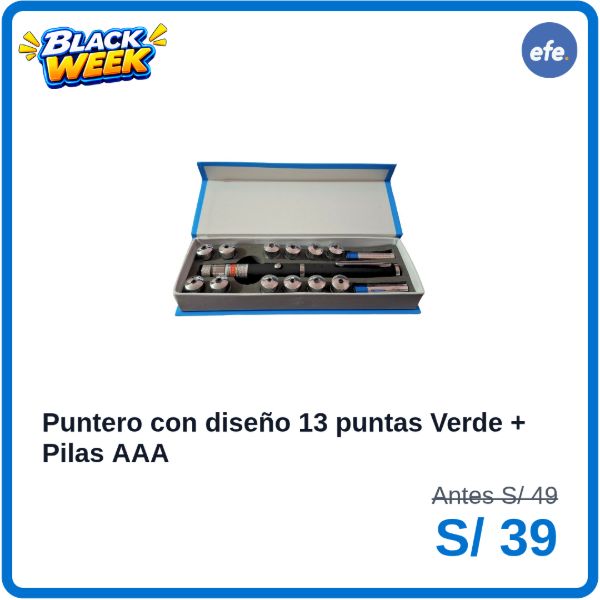 BLACK
WEEK
efe.
Puntero con diseño 13 puntas Verde +
Pilas AAA
Antes S/ 49
S/ 39